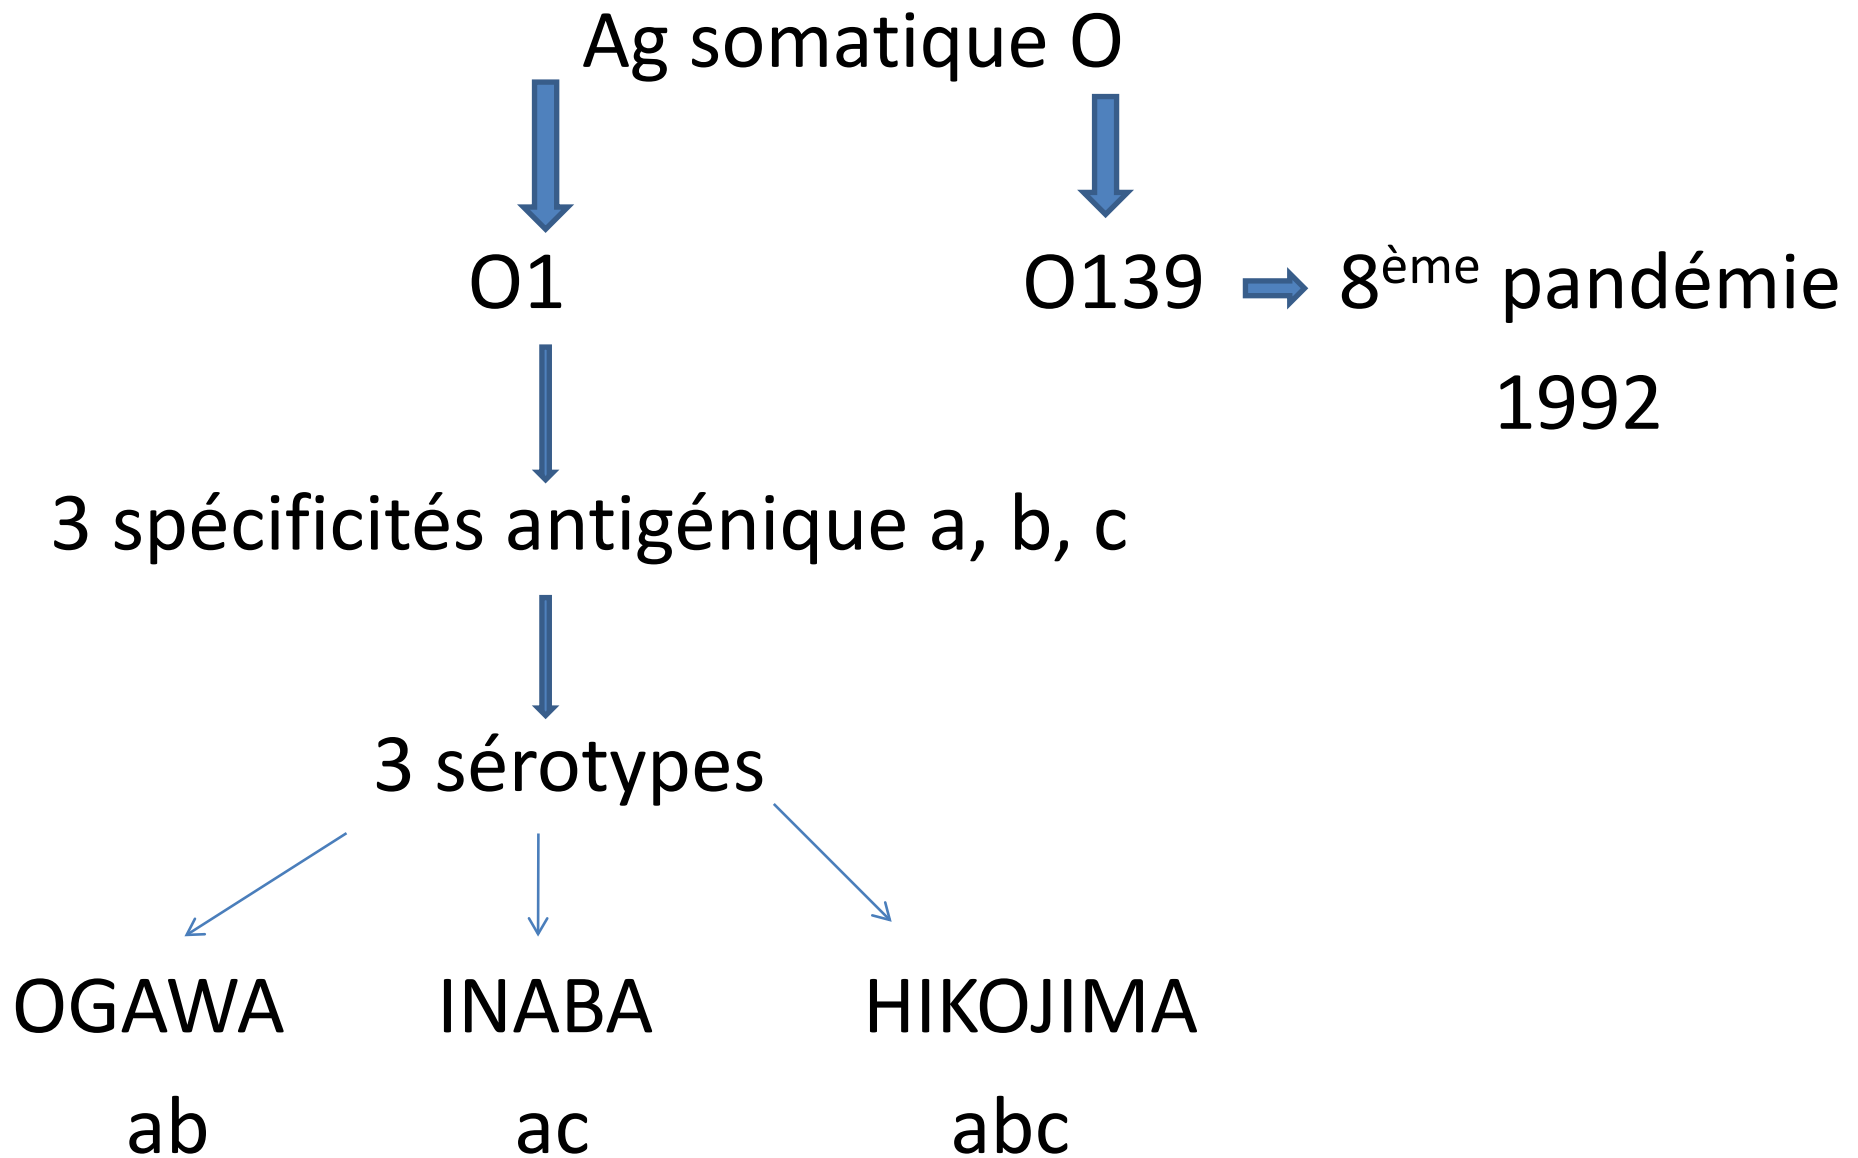 Ag somatique O
O1
O139 8ème pandémie
1992
3 spécificités antigénique a, b, c
3 sérotypes
OGAWA INABA HIKOJIMA
ab ac abc